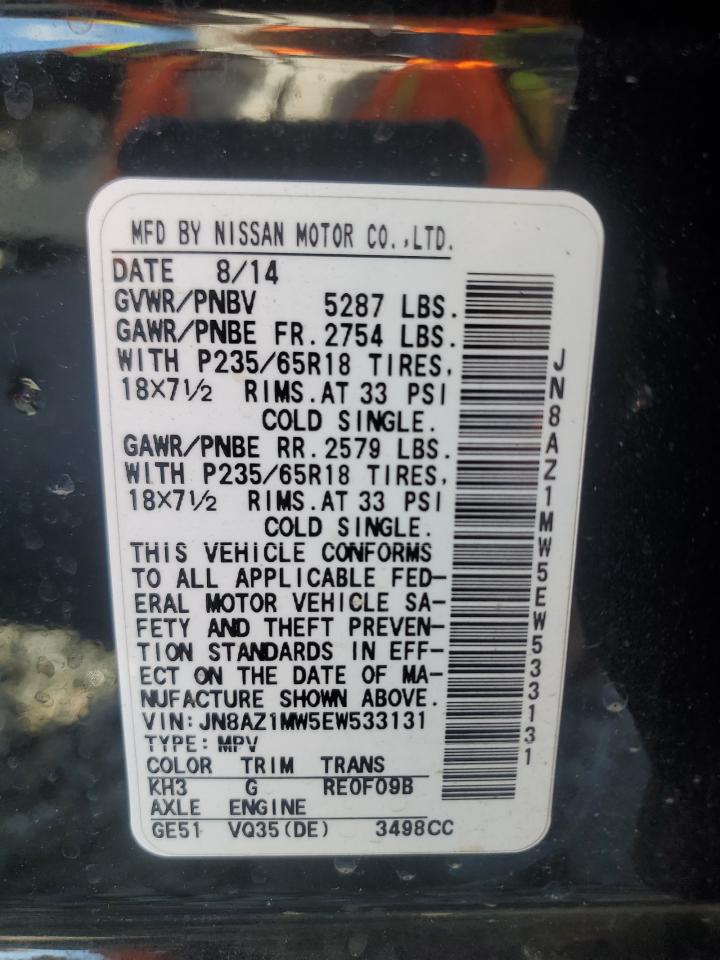 MFD BY NISSAN MOTOR CO.,LTD.
DATE 8/14
GVWR/PNBV 5287 LBS.
GAWR/PNBE FR.2754 LBS.
WITH P235/65R18 TIRES,
18X7½ RIMS.AT 33 PSI
COLD SINGLE.
GAWR/PNBE RR.2579 LBS.
WITH P235/65R18 TIRES,
18X7½ RIMS.AT 33 PSI
COLD SINGLE.
THIS VEHICLE CONFORMS
TO ALL APPLICABLE FED-
ERAL MOTOR VEHICLE SA-
FETY AND THEFT PREVEN-
TION STANDARDS IN EFF-
ECT ON THE DATE OF MA-
NUFACTURE SHOWN ABOVE.
VIN:JN8AZ1MW5EW533131
TYPE:MPV
COLOR TRIM TRANS
KH3 G RE0F09B
AXLE ENGINE
GE51 VQ35(DE) 3498CC
JN8AZ1MW5EW533131